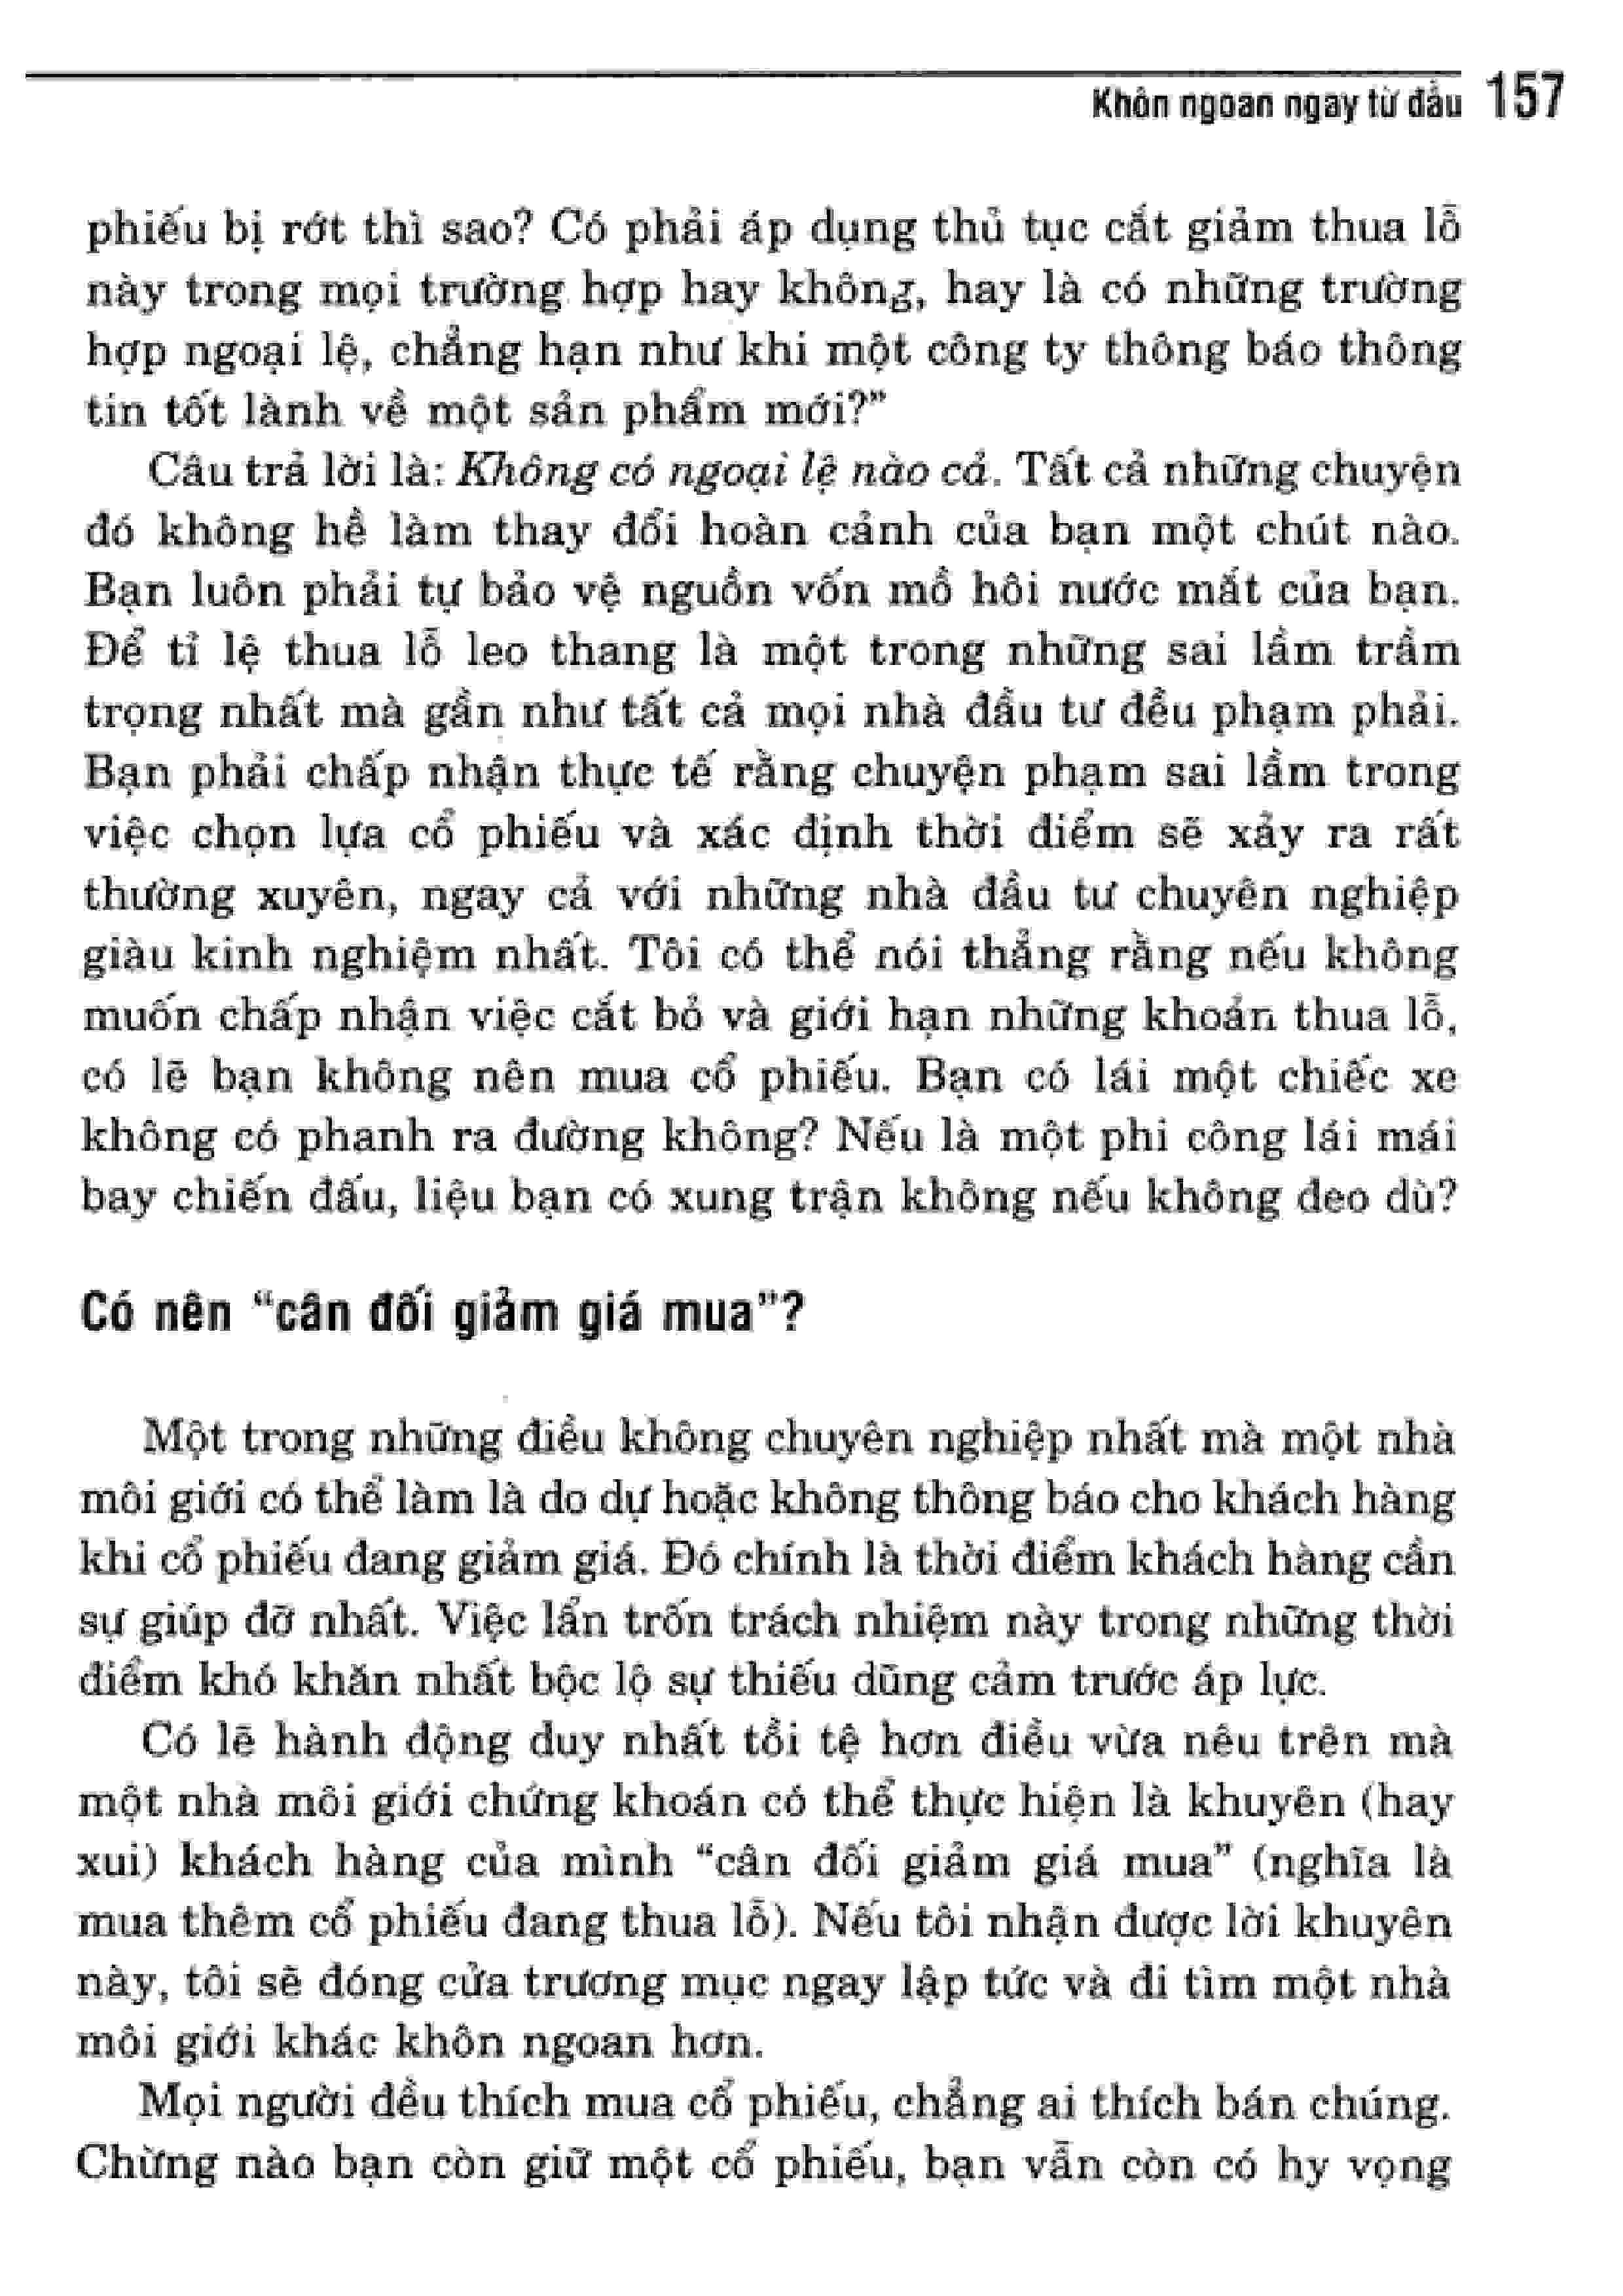 Khôn ngoan ngay từ đầu 157
phiếu bị rớt thì sao? Có phải áp dụng thủ tục cắt giảm thua lỗ
này trong mọi trường hợp hay không, hay là có những trường
hợp ngoại lệ, chẳng hạn như khi một công ty thông báo thông
tin tốt lành về một sản phẩm mới?”
Câu trả lời là: Không có ngoại lệ nào cả. Tất cả những chuyện
đó không hề làm thay đổi hoàn cảnh của bạn một chút nào.
Bạn luôn phải tự bảo vệ nguồn vốn mồ hôi nước mắt của bạn.
Để tỉ lệ thua lỗ leo thang là một trong những sai lầm trầm
trọng nhất mà gần như tất cả mọi nhà đầu tư đều phạm phải.
Bạn phải chấp nhận thực tế rằng chuyện phạm sai lầm trong
việc chọn lựa cổ phiếu và xác định thời điểm sẽ xảy ra rất
thường xuyên, ngay cả với những nhà đầu tư chuyên nghiệp
giàu kinh nghiệm nhất. Tôi có thể nói thẳng rằng nếu không
muốn chấp nhận việc cắt bỏ và giới hạn những khoản thua lỗ,
có lẽ bạn không nên mua cổ phiếu. Bạn có lái một chiếc xe
không có phanh ra đường không? Nếu là một phi công lái mái
bay chiến đấu, liệu bạn có xung trận không nếu không đeo dù?
Có nên “cân đối giảm giá mua”?
Một trong những điều không chuyên nghiệp nhất mà một nhà
môi giới có thể làm là do dự hoặc không thông báo cho khách hàng
khi cổ phiếu đang giảm giá. Đó chính là thời điểm khách hàng cần
sự giúp đỡ nhất. Việc lẩn trốn trách nhiệm này trong những thời
điểm khó khăn nhất bộc lộ sự thiếu dũng cảm trước áp lực.
Có lẽ hành động duy nhất tồi tệ hơn điều vừa nêu trên mà
một nhà môi giới chứng khoán có thể thực hiện là khuyên (hay
xui) khách hàng của mình “cân đối giảm giá mua” (nghĩa là
mua thêm cổ phiếu đang thua lỗ). Nếu tôi nhận được lời khuyên
này, tôi sẽ đóng cửa trương mục ngay lập tức và đi tìm một nhà
môi giới khác khôn ngoan hơn.
Mọi người đều thích mua cổ phiếu, chẳng ai thích bán chúng.
Chừng nào bạn còn giữ một cổ phiếu, bạn vẫn còn có hy vọng